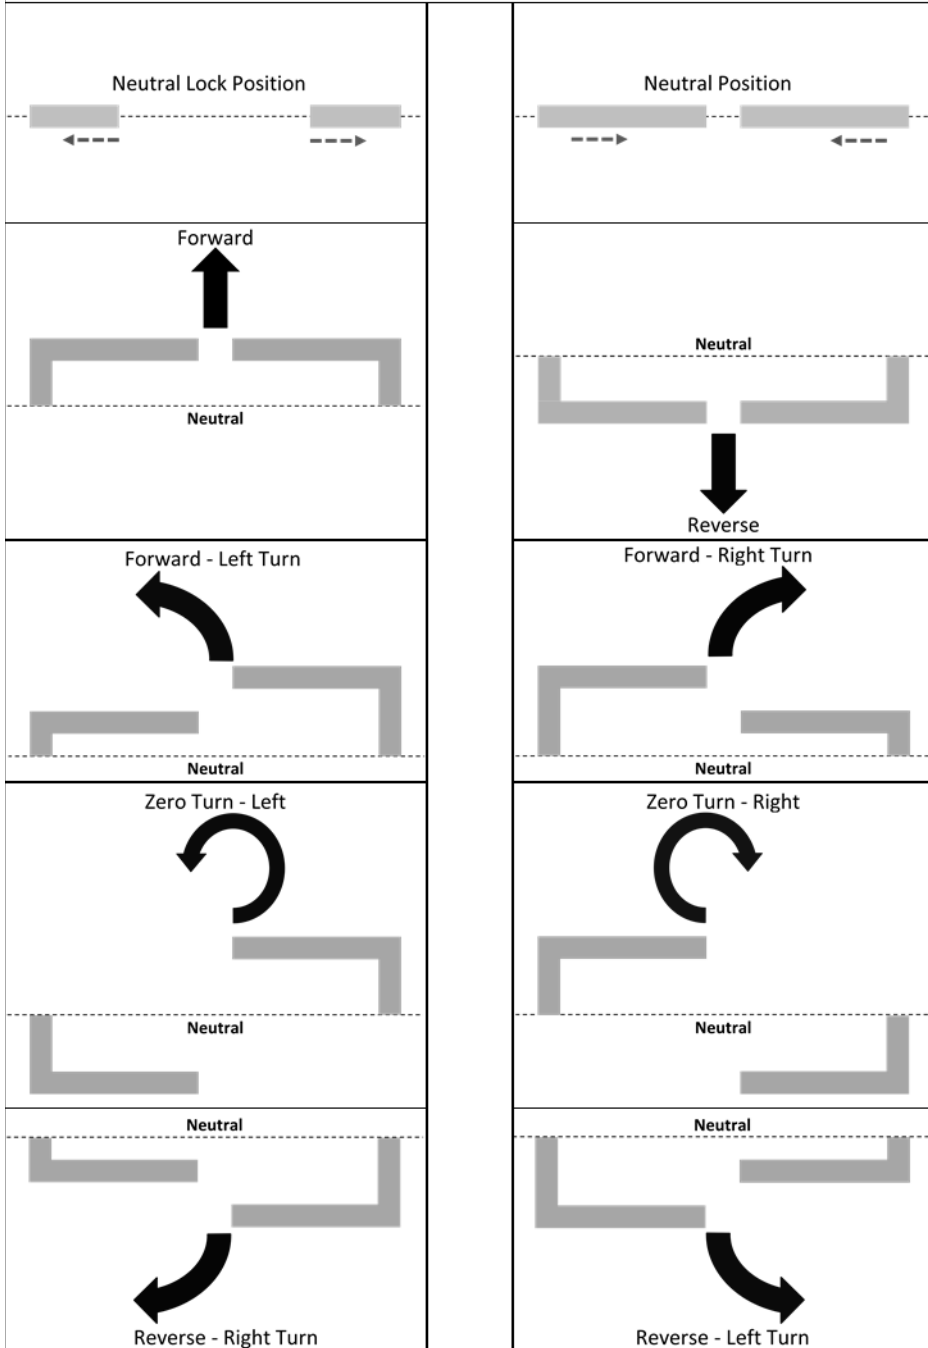 Neutral Lock Position
Neutral Position
Forward
Neutral
Neutral
Reverse
Forward - Left Turn
Neutral
Forward - Right Turn
Neutral
Zero Turn - Left
Neutral
Zero Turn - Right
Neutral
Neutral
Reverse - Right Turn
Neutral
Reverse - Left Turn